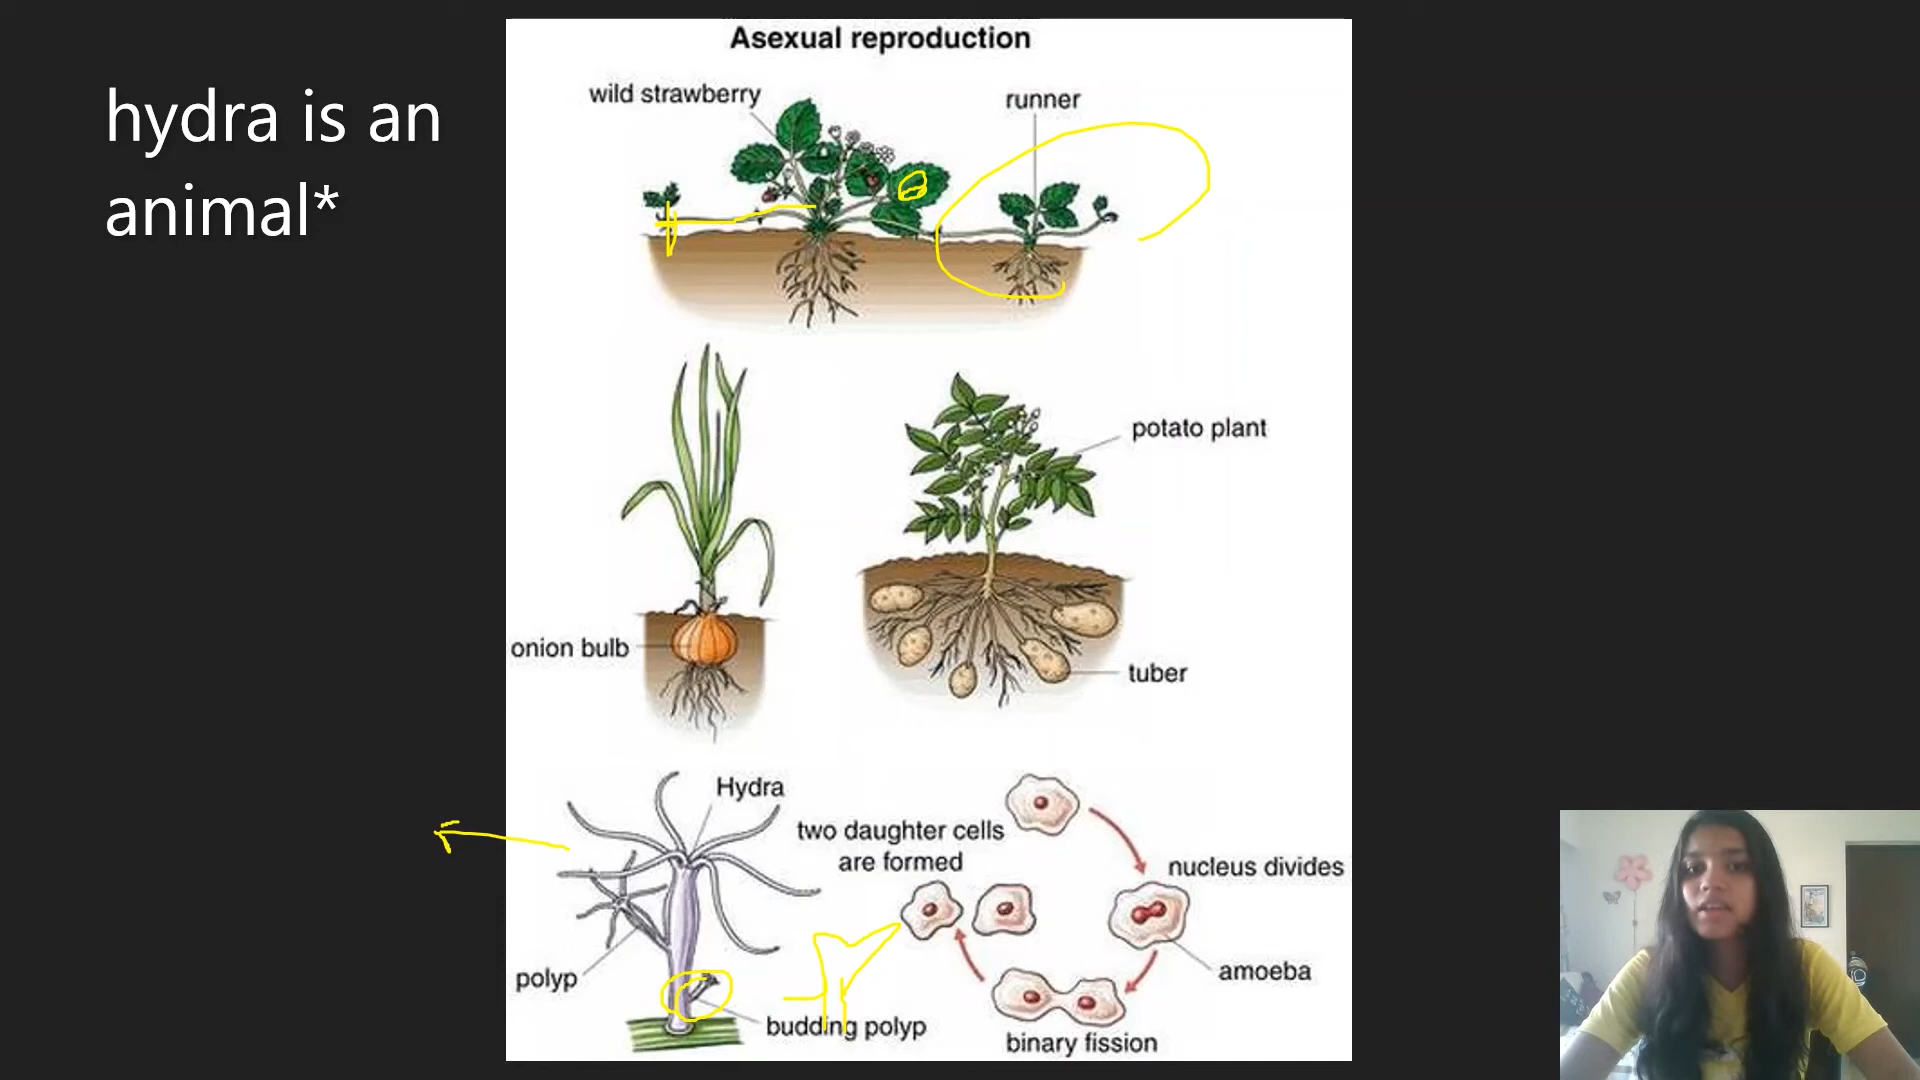 hydra is an
animal*
Asexual reproduction
wild strawberry
runner
potato plant
onion bulb
tuber
Hydra
two daughter cells
are formed
nucleus divides
polyp
amoeba
budding polyp
binary fission